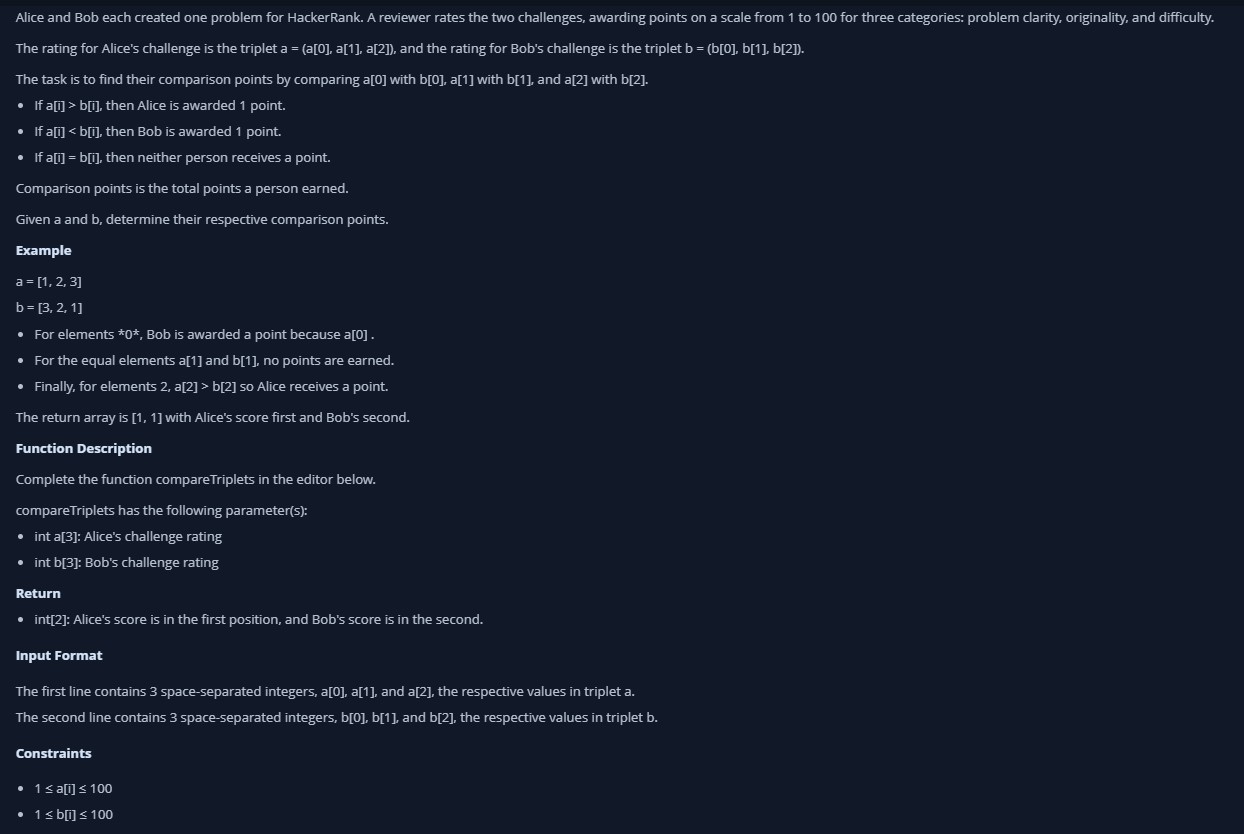 Alice and Bob each created one problem for HackerRank. A reviewer rates the two challenges, awarding points on a scale from 1 to 100 for three categories: problem clarity, originality, and difficulty.
The rating for Alice's challenge is the triplet a = (a[0], a[1], a[2]), and the rating for Bob's challenge is the triplet b = (b[0], b[1], b[2]).
The task is to find their comparison points by comparing a[0] with b[0], a[1] with b[1], and a[2] with b[2].
• If a[i] > b[i], then Alice is awarded 1 point.
• If a[i] < b[i], then Bob is awarded 1 point.
• If a[i] = b[i], then neither person receives a point.
Comparison points is the total points a person earned.
Given a and b, determine their respective comparison points.
Example
a = [1, 2, 3]
b = [3, 2, 1]
• For elements *0*, Bob is awarded a point because a[0] .
• For the equal elements a[1] and b[1], no points are earned.
• Finally, for elements 2, a[2] > b[2] so Alice receives a point.
The return array is [1, 1] with Alice's score first and Bob's second.
Function Description
Complete the function compareTriplets in the editor below.
compareTriplets has the following parameter(s):
• int a[3]: Alice's challenge rating
• int b[3]: Bob's challenge rating
Return
• int[2]: Alice's score is in the first position, and Bob's score is in the second.
Input Format
The first line contains 3 space-separated integers, a[0], a[1], and a[2], the respective values in triplet a.
The second line contains 3 space-separated integers, b[0], b[1], and b[2], the respective values in triplet b.
Constraints
• 1 ≤ a[i] ≤ 100
• 1 ≤ b[i] ≤ 100